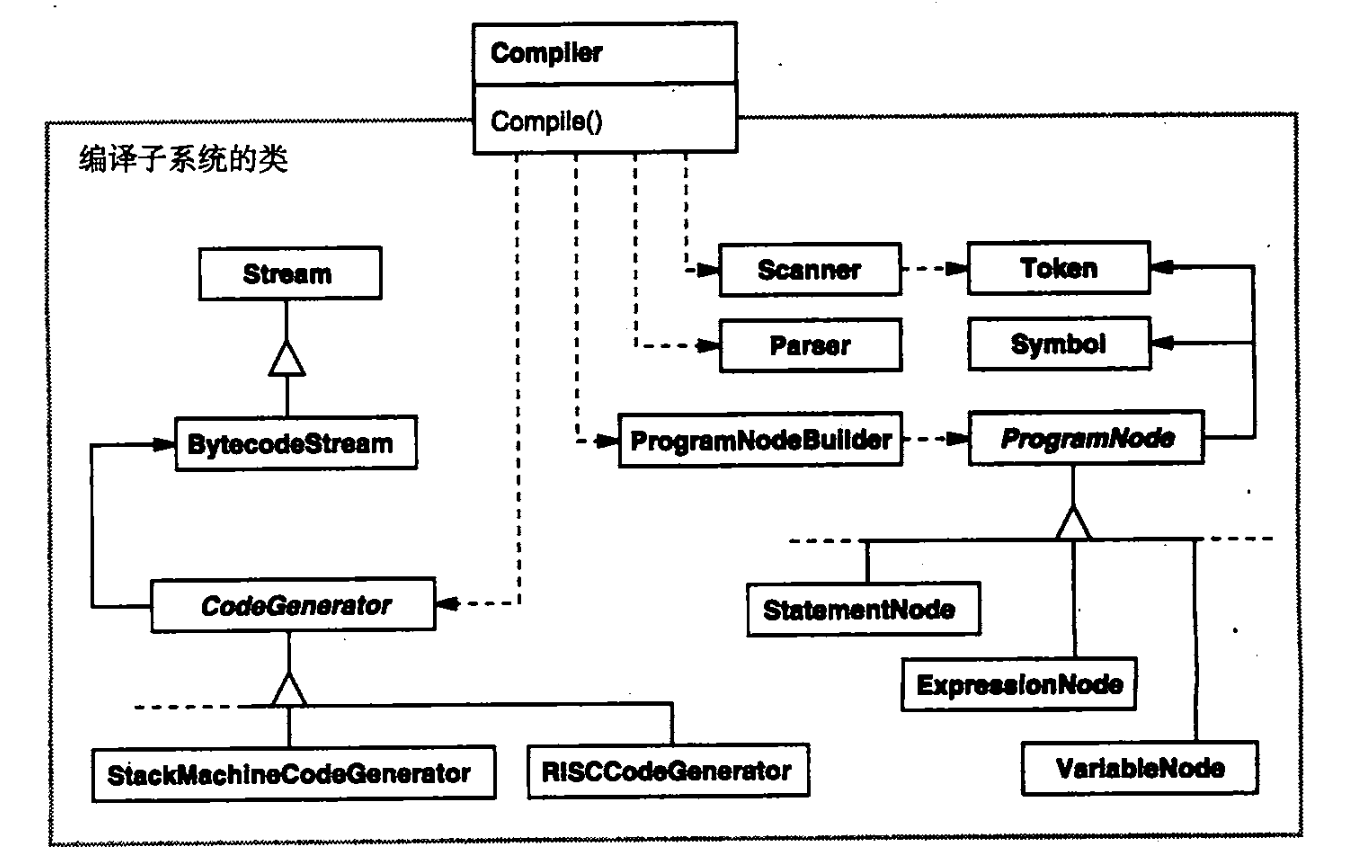 Compiler
Compile()
编译子系统的类
Stream
Scanner
Token
Parser
Symbol
BytecodeStream
ProgramNodeBuilder
ProgramNode
CodeGenerator
StatementNode
ExpressionNode
StackMachineCodeGenerator
RISCCodeGenerator
VariableNode